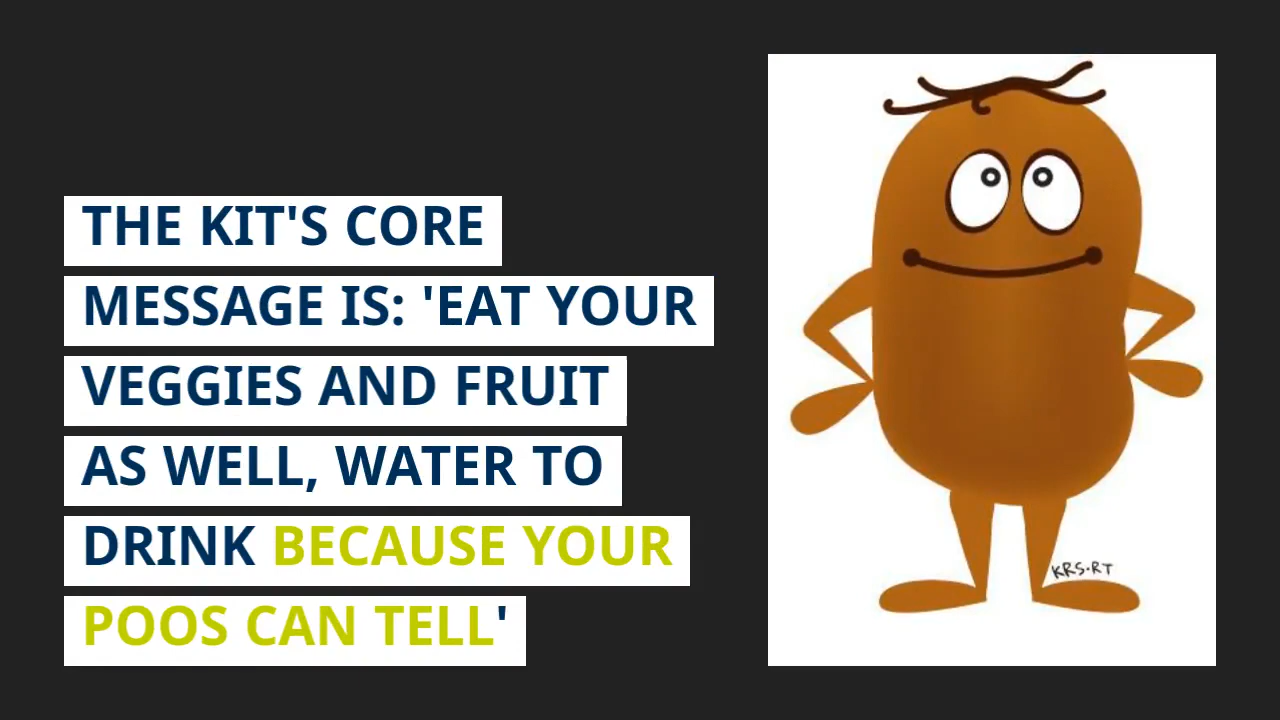 THE KIT'S CORE
MESSAGE IS: 'EAT YOUR
VEGGIES AND FRUIT
AS WELL, WATER TO
DRINK BECAUSE YOUR
POOS CAN TELL'
KRS·RT